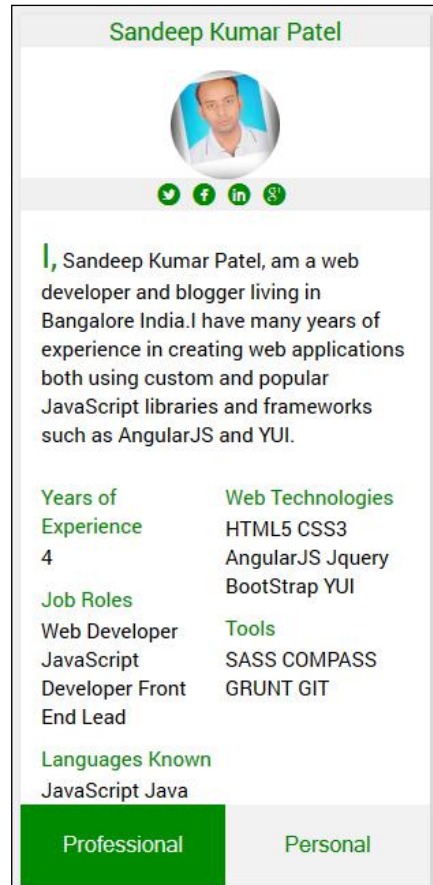 Sandeep Kumar Patel
I, Sandeep Kumar Patel, am a web
developer and blogger living in
Bangalore India.I have many years of
experience in creating web applications
both using custom and popular
JavaScript libraries and frameworks
such as AngularJS and YUI.
Years of
Experience
4
Job Roles
Web Developer
JavaScript
Developer Front
End Lead
Languages Known
JavaScript Java
Web Technologies
HTML5 CSS3
AngularJS Jquery
BootStrap YUI
Tools
SASS COMPASS
GRUNT GIT
Professional
Personal